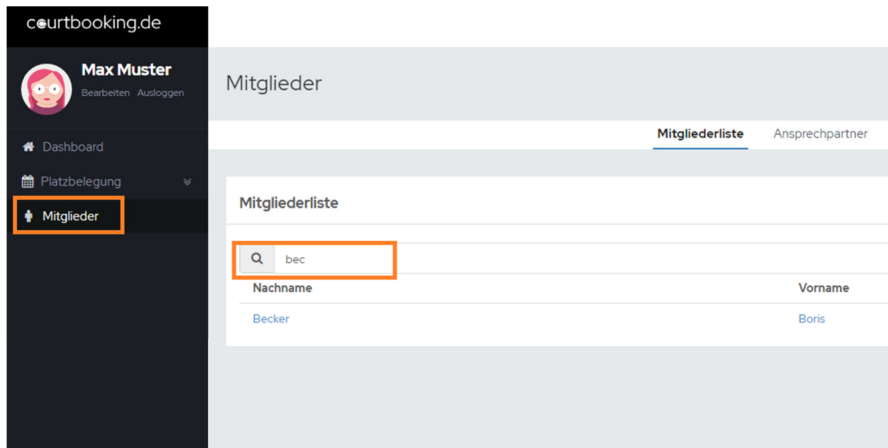 courtbooking.de
Max Muster
Bearbeiten Ausloggen
Dashboard
Platzbelegung
Mitglieder
Mitglieder
Mitgliederliste Ansprechpartner
Mitgliederliste
bec
Nachname Vorname
Becker Boris